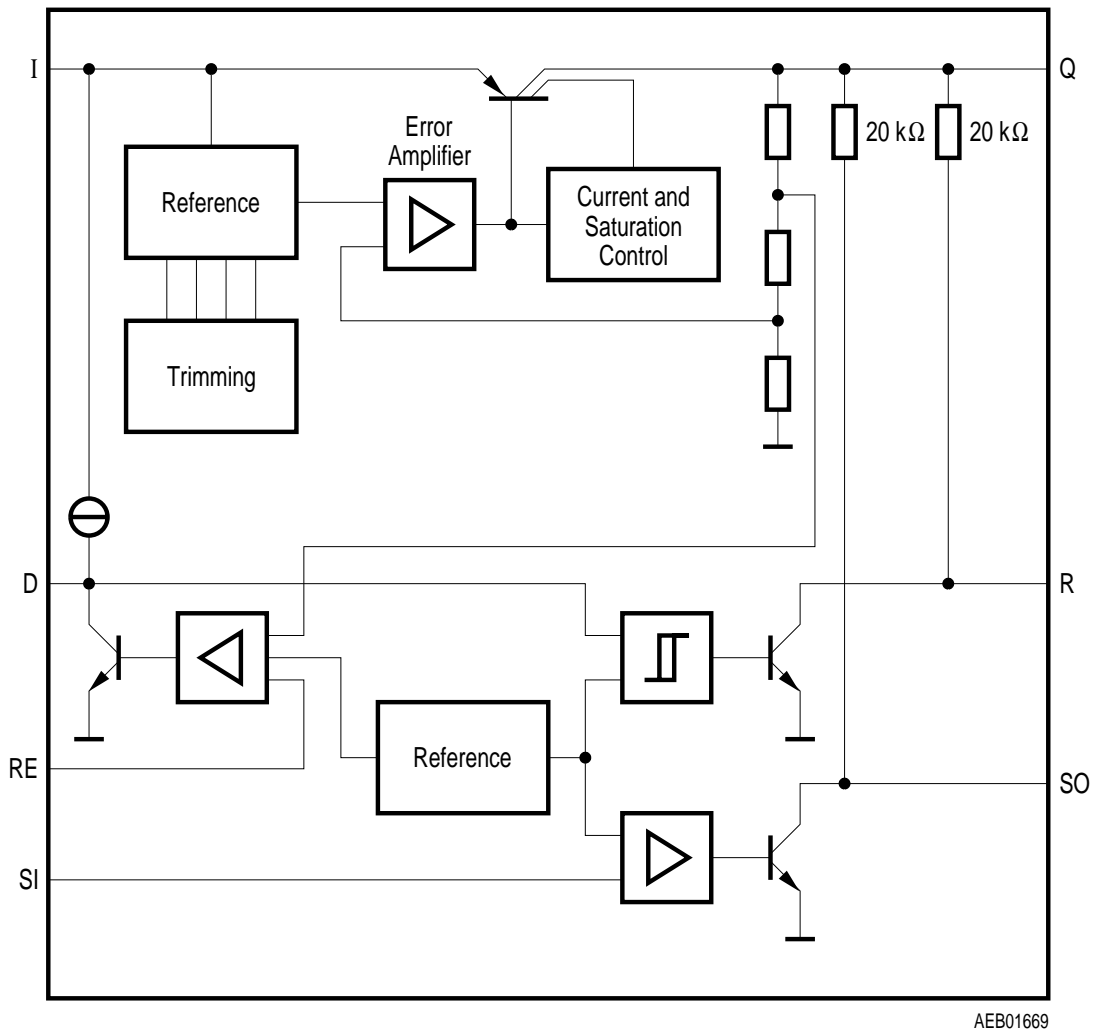 I
Q
Error
Amplifier
20 kΩ
20 kΩ
Reference
Current and
Saturation
Control
Trimming
D
R
RE
Reference
SO
SI
AEB01669